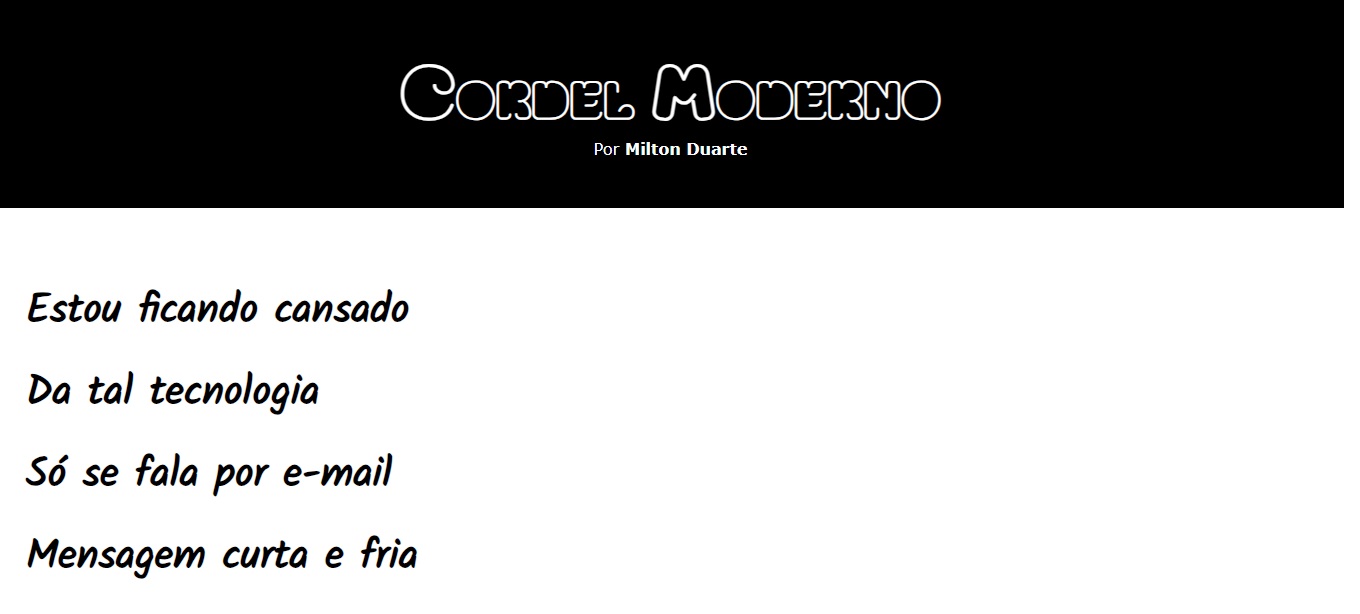 Cordel Moderno
Por Milton Duarte
Estou ficando cansado
Da tal tecnologia
Só se fala por e-mail
Mensagem curta e fria